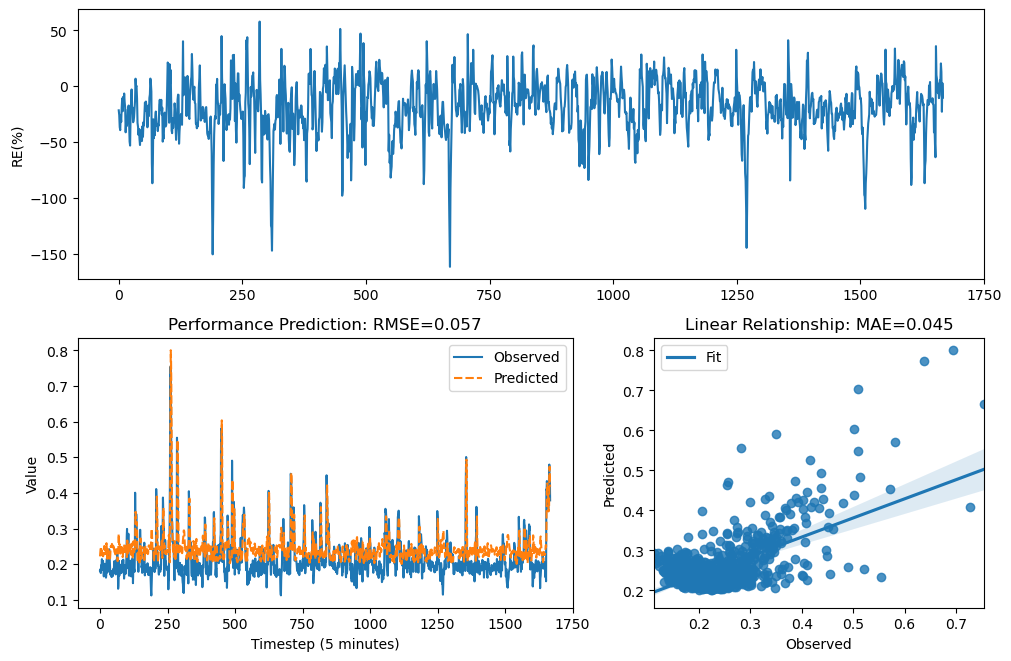 RE(%)
50
0
−50
−100
−150
0 250 500 750 1000 1250 1500 1750
Performance Prediction: RMSE=0.057
Value
0.8
0.7
0.6
0.5
0.4
0.3
0.2
0.1
Observed
Predicted
0 250 500 750 1000 1250 1500 1750
Timestep (5 minutes)
Linear Relationship: MAE=0.045
Predicted
0.8
0.7
0.6
0.5
0.4
0.3
0.2
Fit
0.2 0.3 0.4 0.5 0.6 0.7
Observed